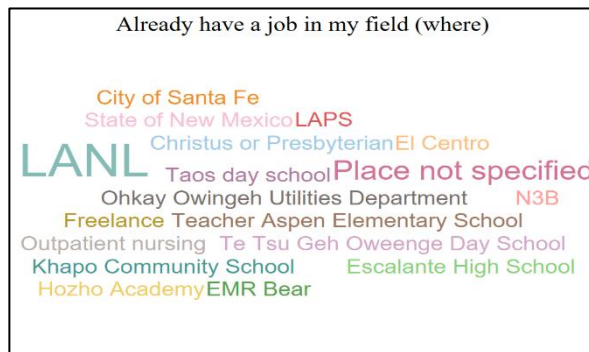 Already have a job in my field (where)
City of Santa Fe
State of New Mexico LAPS
Christus or Presbyterian El Centro
LANL
Taos day school Place not specified
Ohkay Owingeh Utilities Department N3B
Freelance Teacher Aspen Elementary School
Outpatient nursing Te Tsu Geh Oweenge Day School
Khapo Community School Escalante High School
Hozho Academy EMR Bear